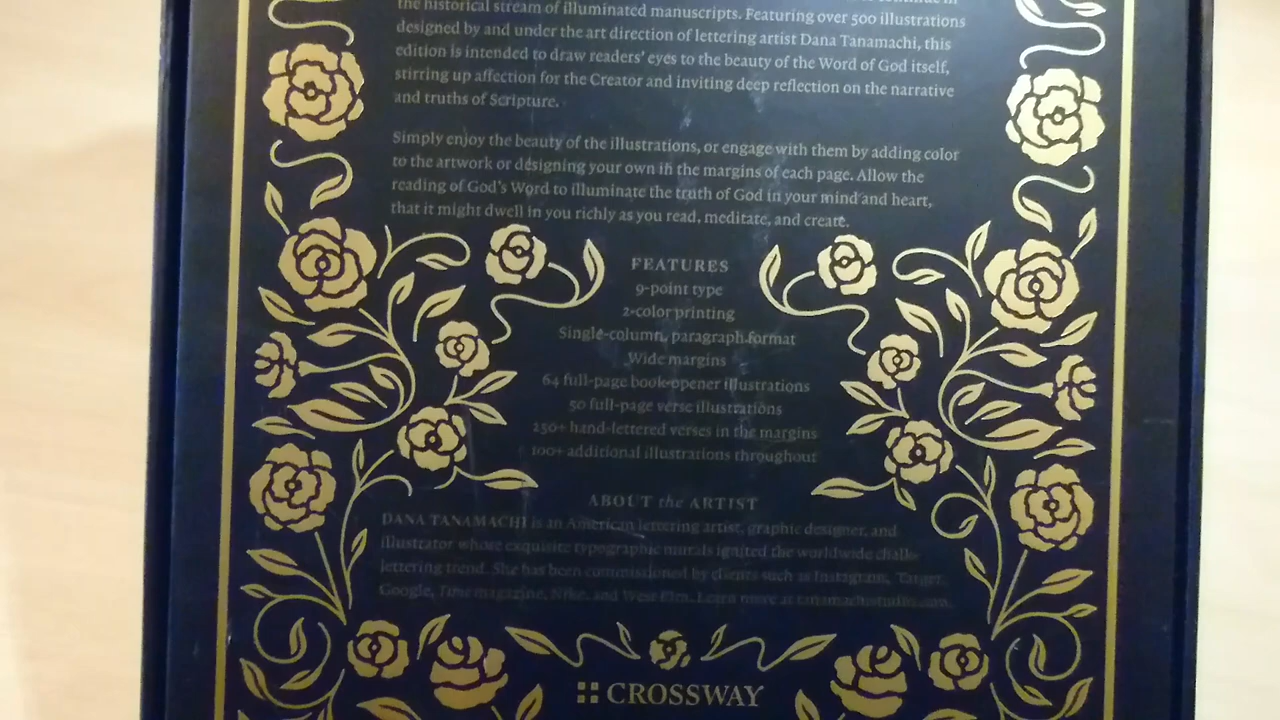 the historical stream of illuminated manuscripts. Featuring over 500 illustrations
designed by and under the art direction of lettering artist Dana Tanamachi, this
edition is intended to draw readers' eyes to the beauty of the Word of God itself,
stirring up affection for the Creator and inviting deep reflection on the narrative
and truths of Scripture.
Simply enjoy the beauty of the illustrations, or engage with them by adding color
to the artwork or designing your own in the margins of each page. Allow the
reading of God's Word to illuminate the truth of God in your mind and heart,
that it might dwell in you richly as you read, meditate, and create.
FEATURES
9-point type
2-color printing
Single-column, paragraph format
Wide margins
64 full-page book-opener illustrations
50 full-page verse illustrations
250+ hand-lettered verses in the margins
100+ additional illustrations throughout
ABOUT the ARTIST
DANA TANAMACHI is an American lettering artist, graphic designer, and
illustrator whose exquisite typographic murals ignited the worldwide chalk-
lettering trend. She has been commissioned by clients such as Instagram, Target,
Google, Time magazine, Nike, and West Elm. Learn more at tanamachistudio.com.
CROSSWAY